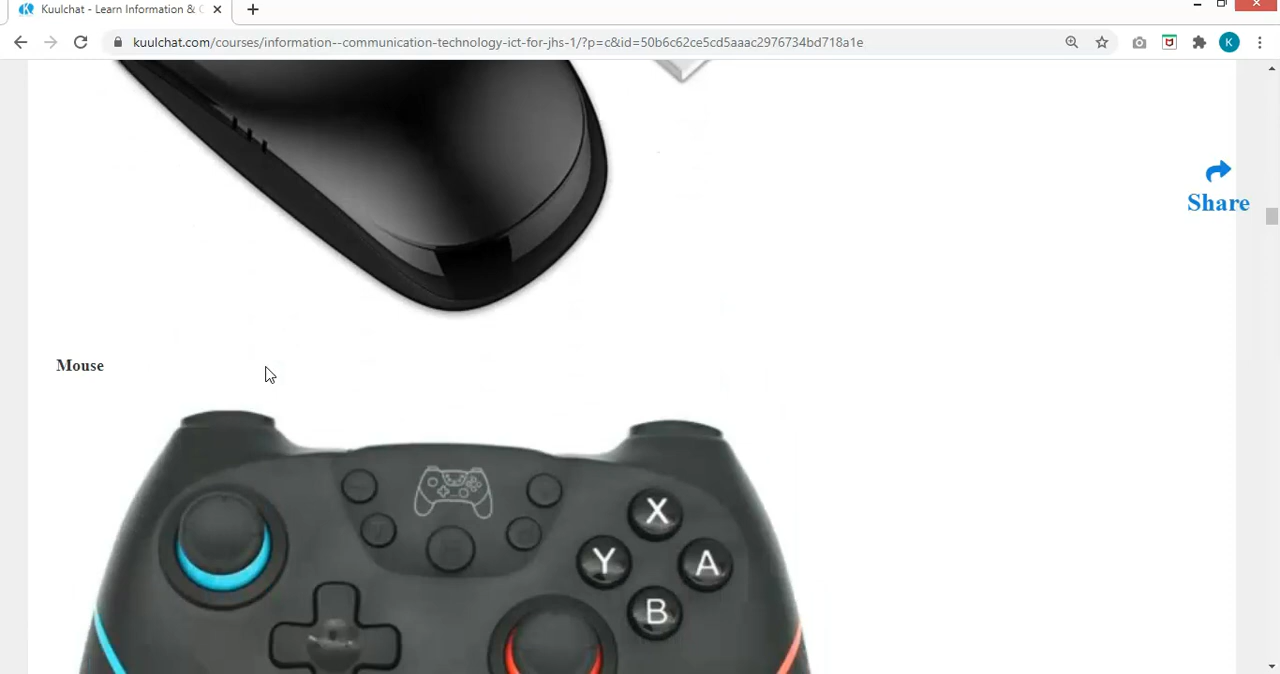 Kuulchat - Learn Information & C
kuulchat.com/courses/information--communication-technology-ict-for-jhs-1/?p=c&id=50b6c62ce5cd5aaac2976734bd718a1e
K
Share
Mouse
X
Y
A
B